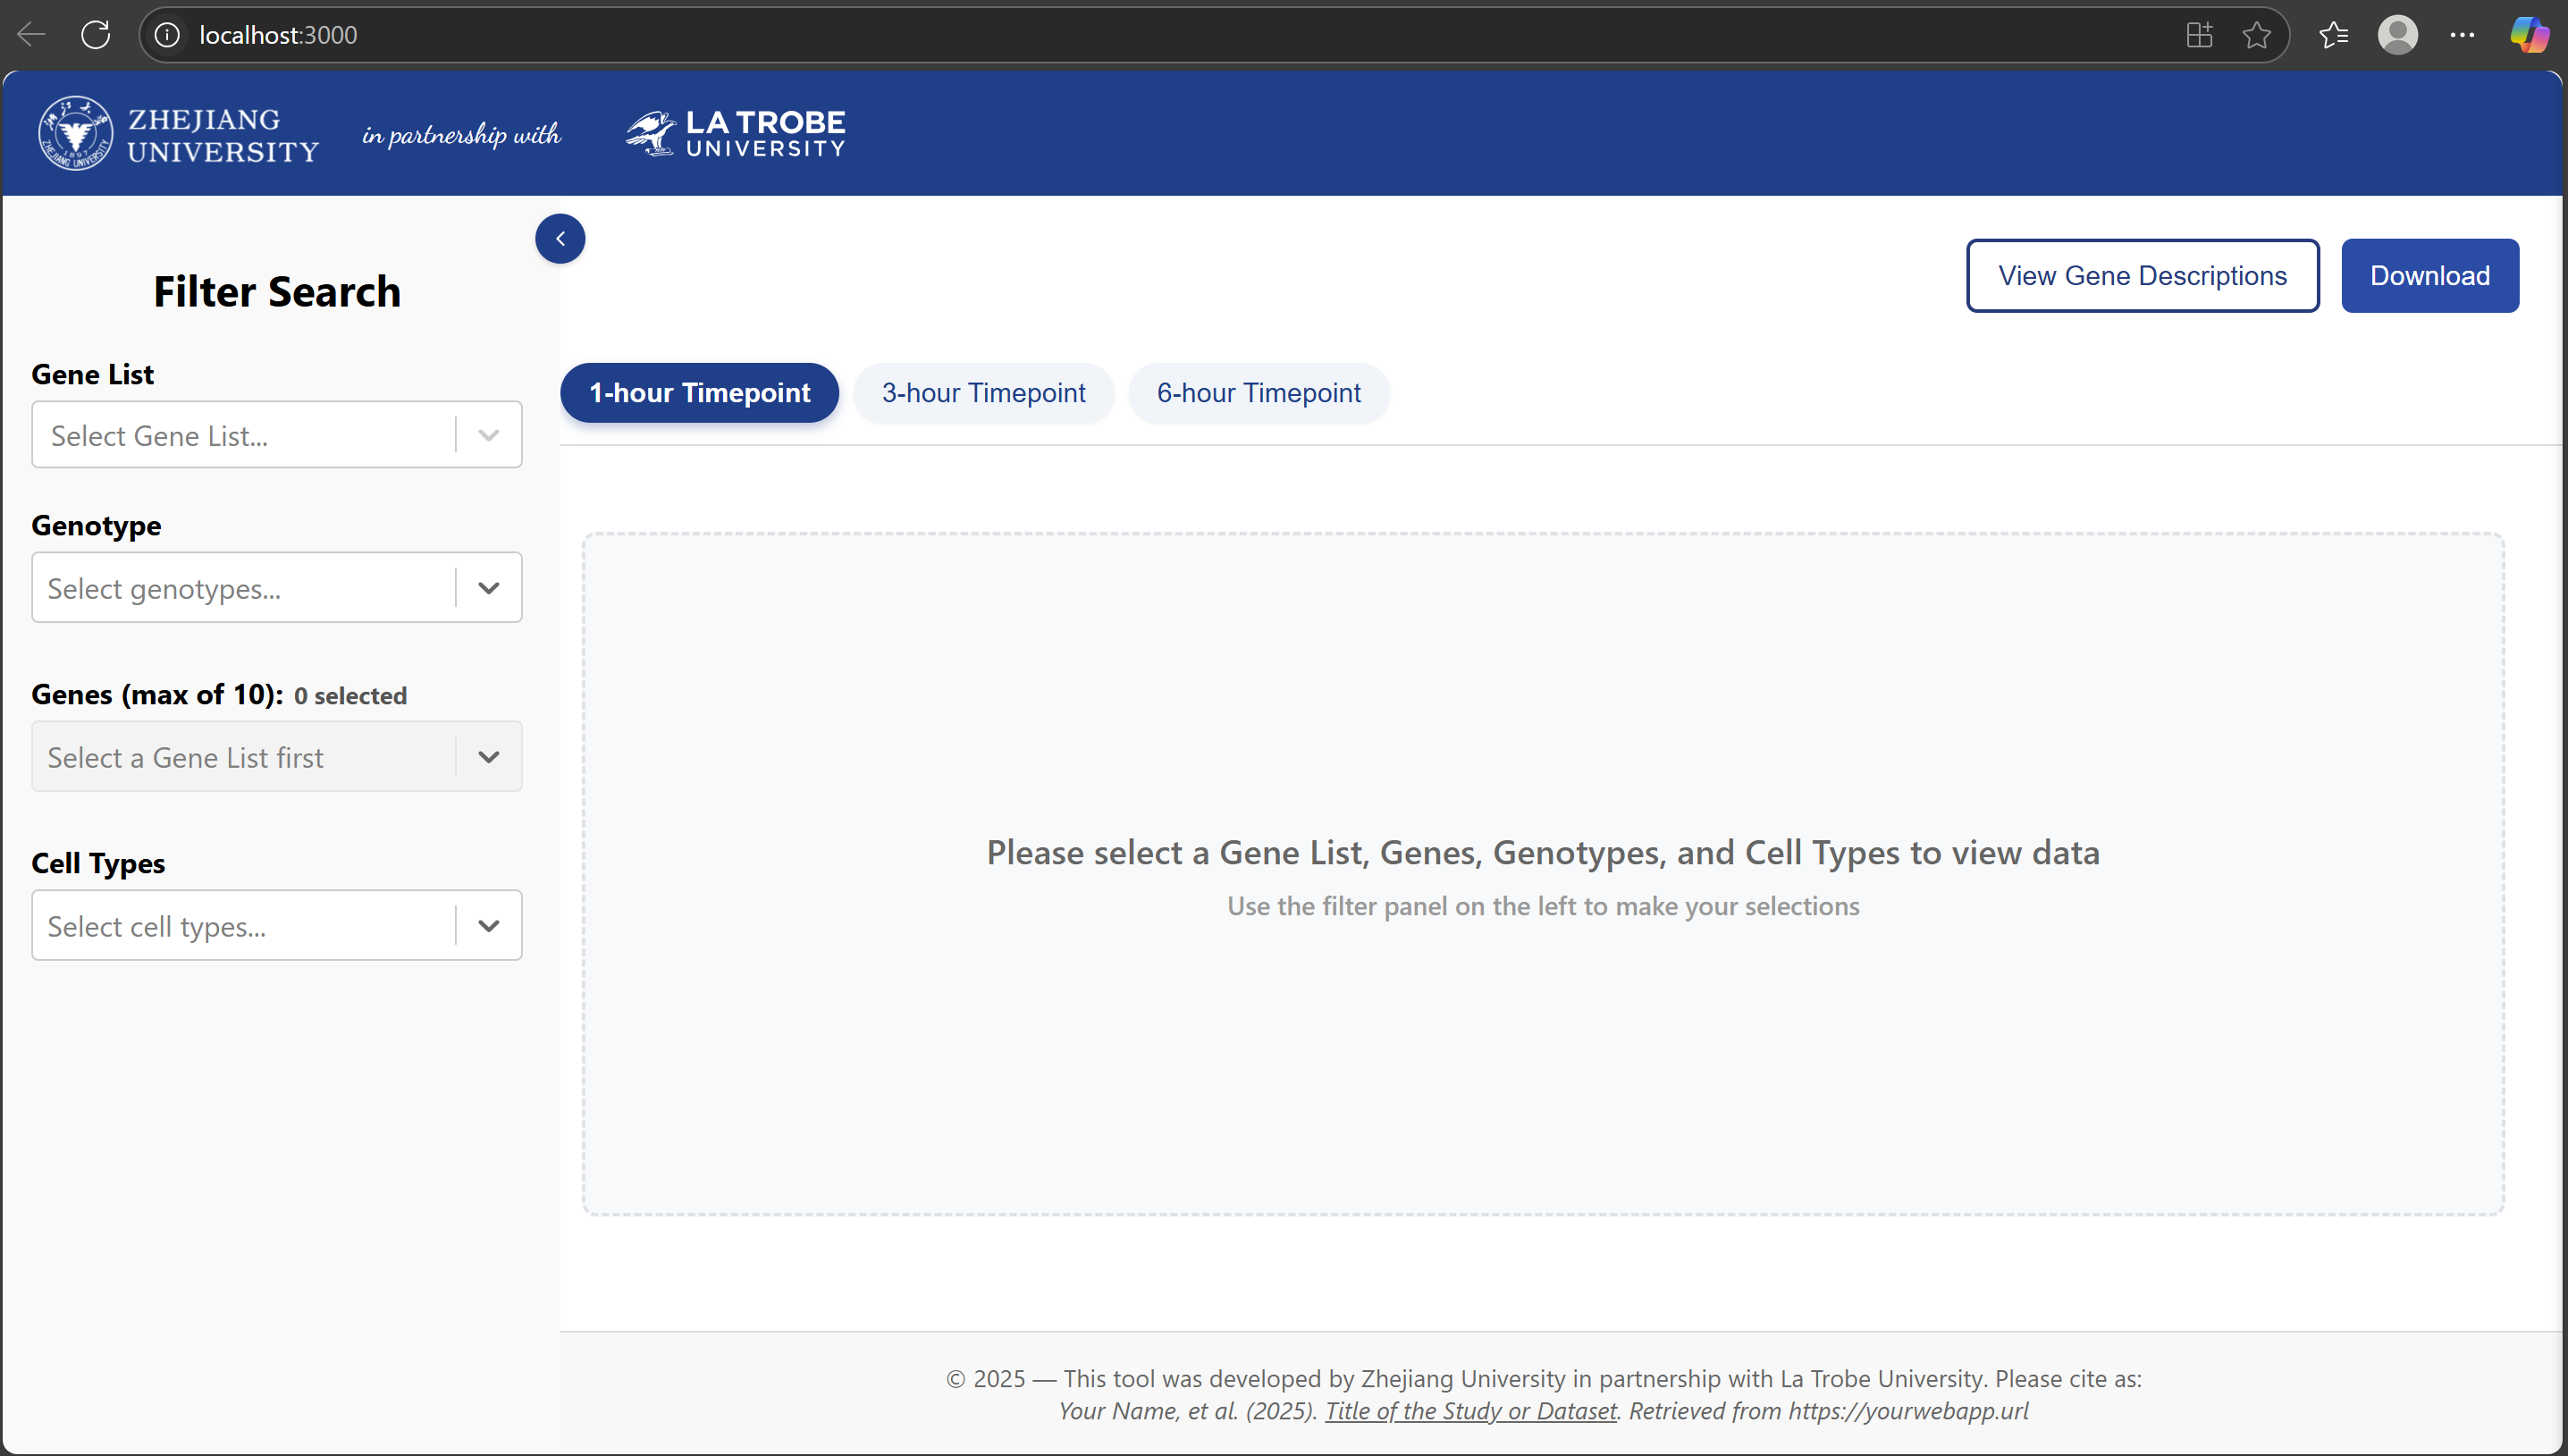 localhost:3000
ZHEJIANG
UNIVERSITY
in partnership with
LA TROBE
UNIVERSITY
Filter Search
View Gene Descriptions
Download
Gene List
Select Gene List...
1-hour Timepoint
3-hour Timepoint
6-hour Timepoint
Genotype
Select genotypes...
Genes (max of 10): 0 selected
Select a Gene List first
Cell Types
Select cell types...
Please select a Gene List, Genes, Genotypes, and Cell Types to view data
Use the filter panel on the left to make your selections
© 2025 — This tool was developed by Zhejiang University in partnership with La Trobe University. Please cite as:
Your Name, et al. (2025). Title of the Study or Dataset. Retrieved from https://yourwebapp.url